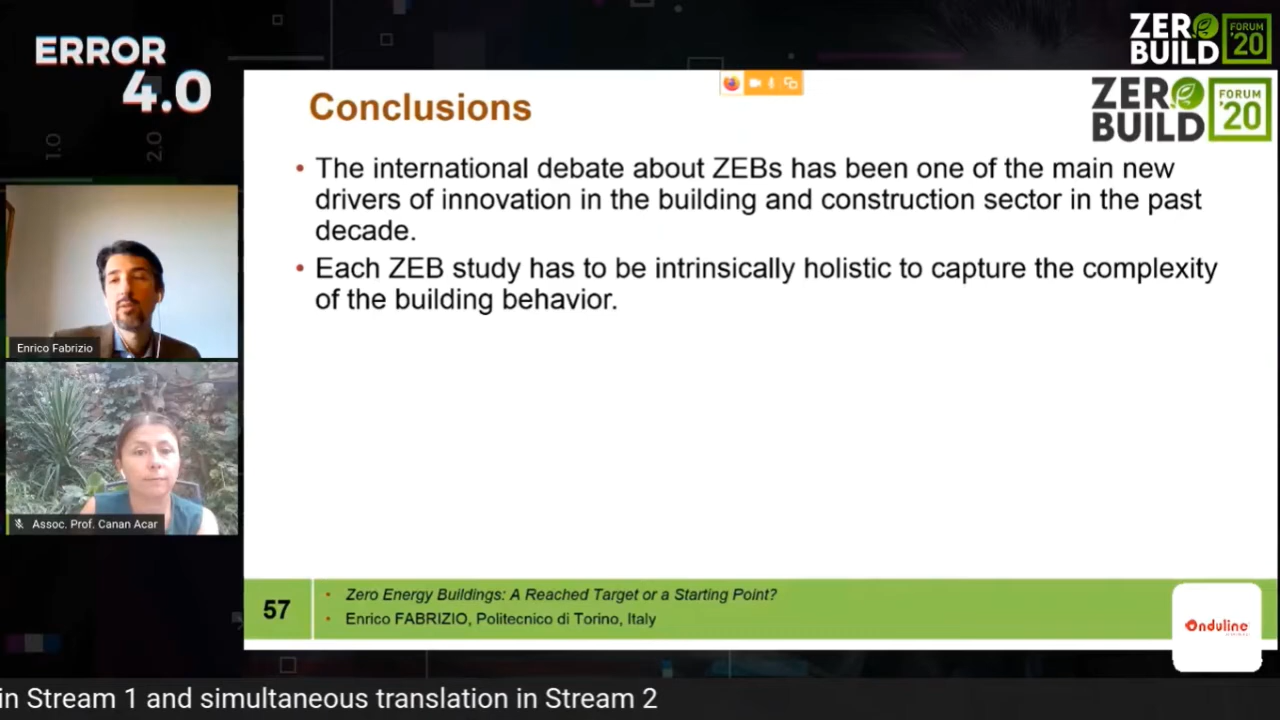 ERROR
4.0
1.0
2.0
ZERO
BUILD
FORUM
'20
ZERO
BUILD
FORUM
'20
Conclusions
• The international debate about ZEBs has been one of the main new
drivers of innovation in the building and construction sector in the past
decade.
• Each ZEB study has to be intrinsically holistic to capture the complexity
of the building behavior.
Enrico Fabrizio
Assoc. Prof. Canan Acar
57
• Zero Energy Buildings: A Reached Target or a Starting Point?
• Enrico FABRIZIO, Politecnico di Torino, Italy
Onduline
in Stream 1 and simultaneous translation in Stream 2